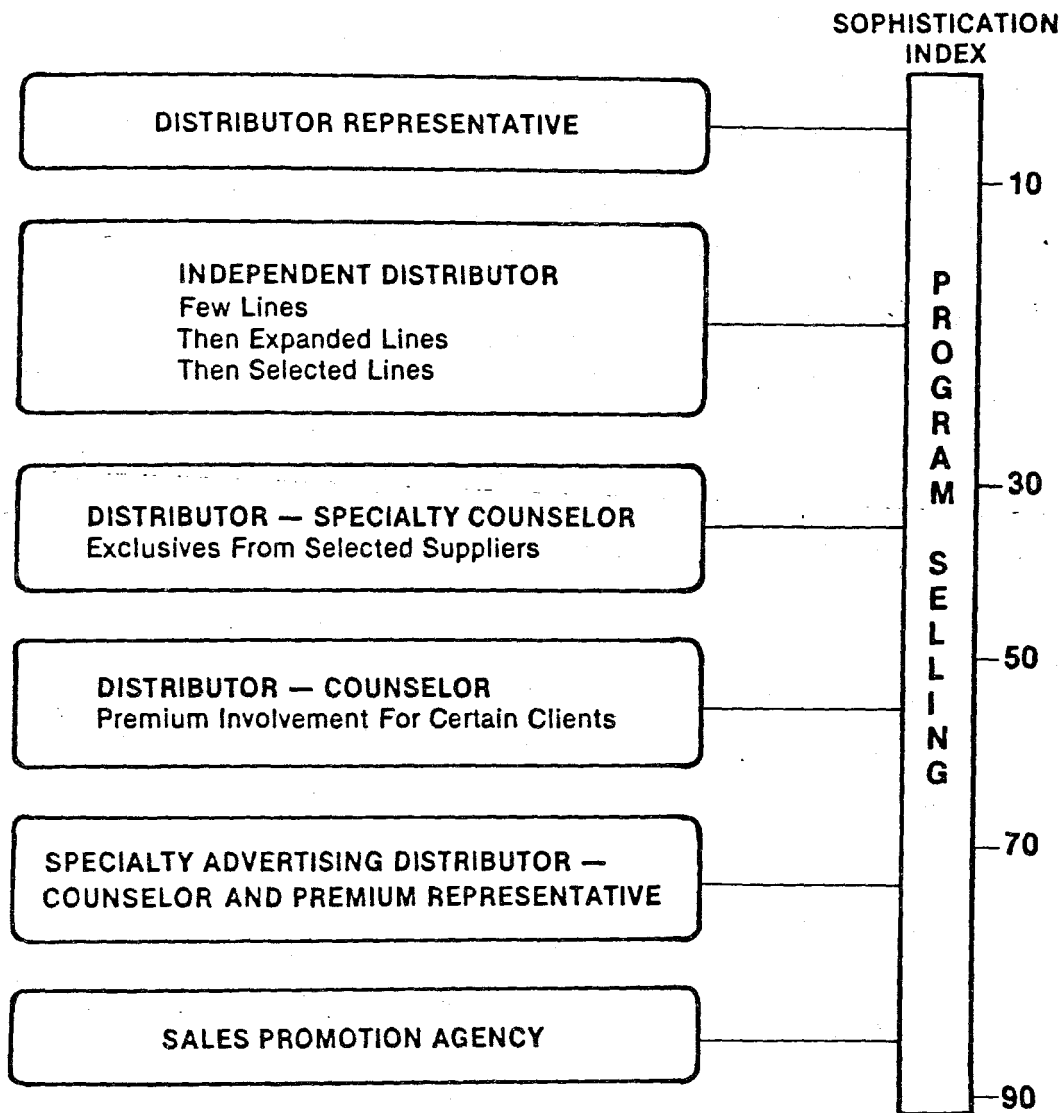 SOPHISTICATION
INDEX
DISTRIBUTOR REPRESENTATIVE
10
INDEPENDENT DISTRIBUTOR
Few Lines
Then Expanded Lines
Then Selected Lines
PROGRAM SELLING
30
DISTRIBUTOR — SPECIALTY COUNSELOR
Exclusives From Selected Suppliers
50
DISTRIBUTOR — COUNSELOR
Premium Involvement For Certain Clients
70
SPECIALTY ADVERTISING DISTRIBUTOR —
COUNSELOR AND PREMIUM REPRESENTATIVE
SALES PROMOTION AGENCY
90